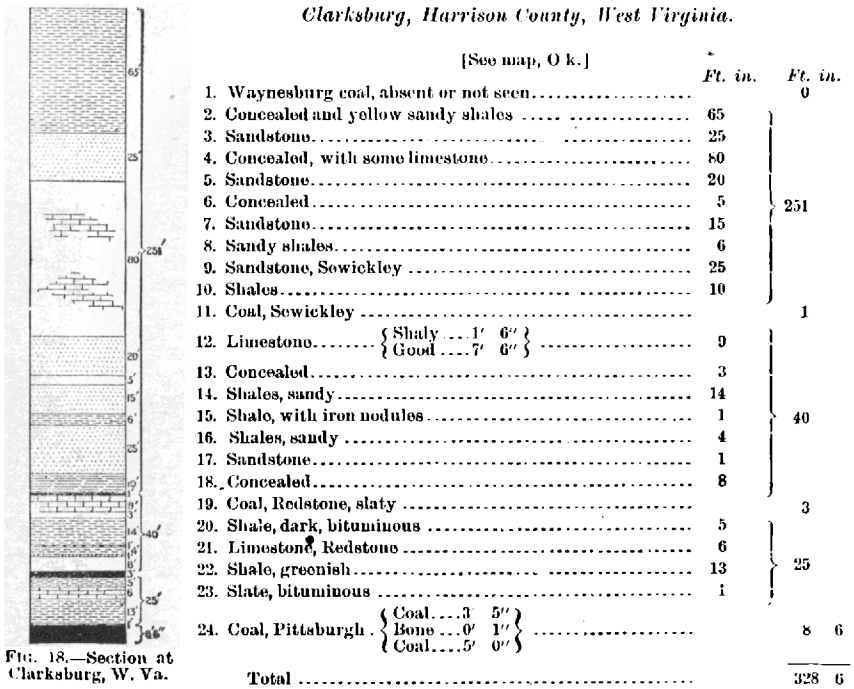 Clarksburg, Harrison County, West Virginia.
[See map, O k.]
Ft. in. Ft. in.
1. Waynesburg coal, absent or not seen 0
2. Concealed and yellow sandy shales 65
3. Sandstone 25
4. Concealed, with some limestone 80
5. Sandstone 20
6. Concealed 5
251
7. Sandstone 15
8. Sandy shales 6
9. Sandstone, Sewickley 25
10. Shales 10
11. Coal, Sewickley 1
12. Limestone { Shaly .... 1' 6" } 9
{ Good .... 7' 6" }
13. Concealed 3
14. Shales, sandy 14
15. Shale, with iron nodules 1
40
16. Shales, sandy 4
17. Sandstone 1
18. Concealed 8
19. Coal, Redstone, slaty 3
20. Shale, dark, bituminous 5
21. Limestone, Redstone 6
22. Shale, greenish 13
25
23. Slate, bituminous 1
{ Coal .... 3 5" }
24. Coal, Pittsburgh . { Bone ... 0' 1" } 8 6
{ Coal .... 5' 0" }
Total 328 6
65'
25'
80'
251'
20'
5'
15'
6'
25'
10'
1'
9'
3'
14'
40'
4'
8'
3'
5'
6'
25'
13'
1'
8'6"
FIG. 18.—Section at
Clarksburg, W. Va.